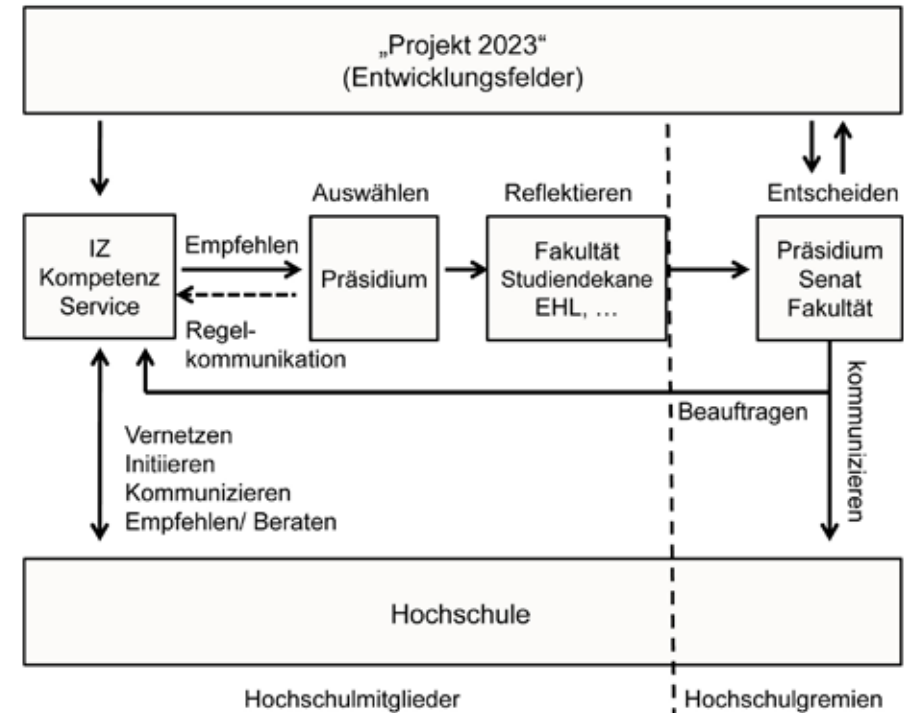 „Projekt 2023“
(Entwicklungsfelder)
Auswählen
Reflektieren
Entscheiden
IZ
Kompetenz
Service
Empfehlen
Regel-
kommunikation
Präsidium
Fakultät
Studiendekane
EHL, …
Präsidium
Senat
Fakultät
Beauftragen
kommunizieren
Vernetzen
Initiieren
Kommunizieren
Empfehlen/ Beraten
Hochschule
Hochschulmitglieder
Hochschulgremien